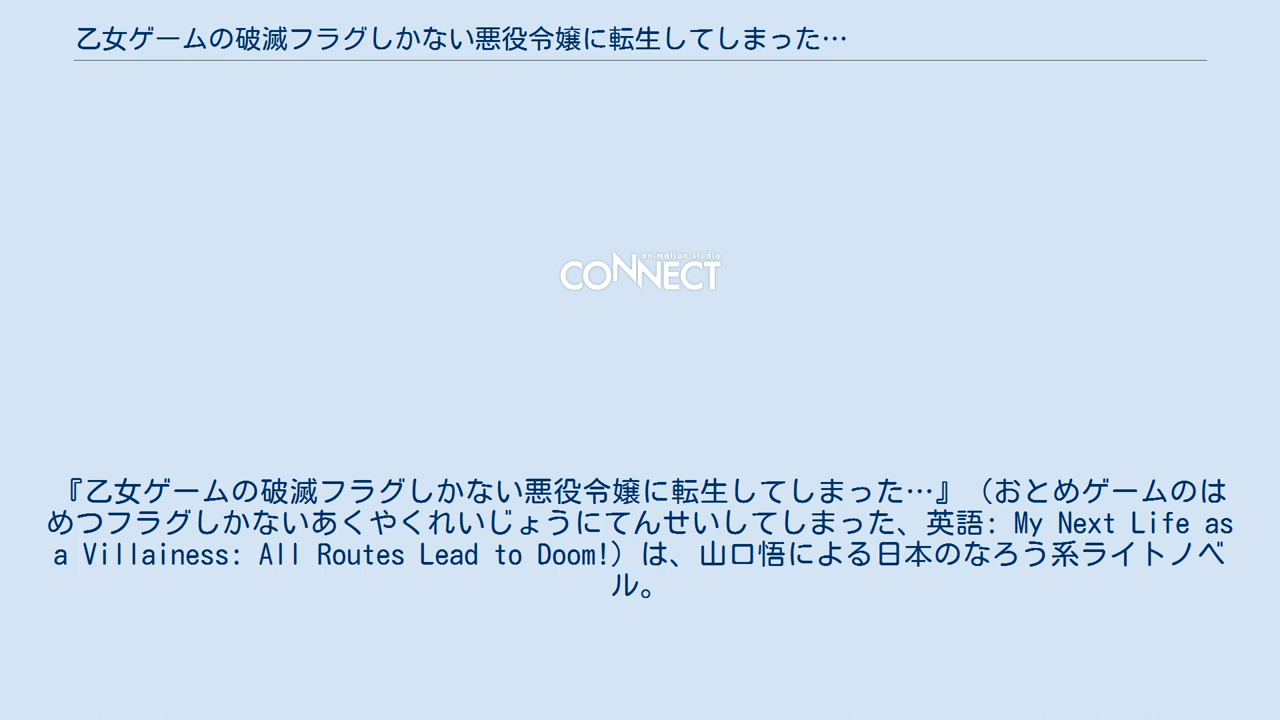 乙女ゲームの破滅フラグしかない悪役令嬢に転生してしまった…
animation studio
CONNECT
『乙女ゲームの破滅フラグしかない悪役令嬢に転生してしまった…』（おとめゲームのは
めつフラグしかないあくやくれいじょうにてんせいしてしまった、英語: My Next Life as
a Villainess: All Routes Lead to Doom!）は、山口悟による日本のなろう系ライトノベ
ル。